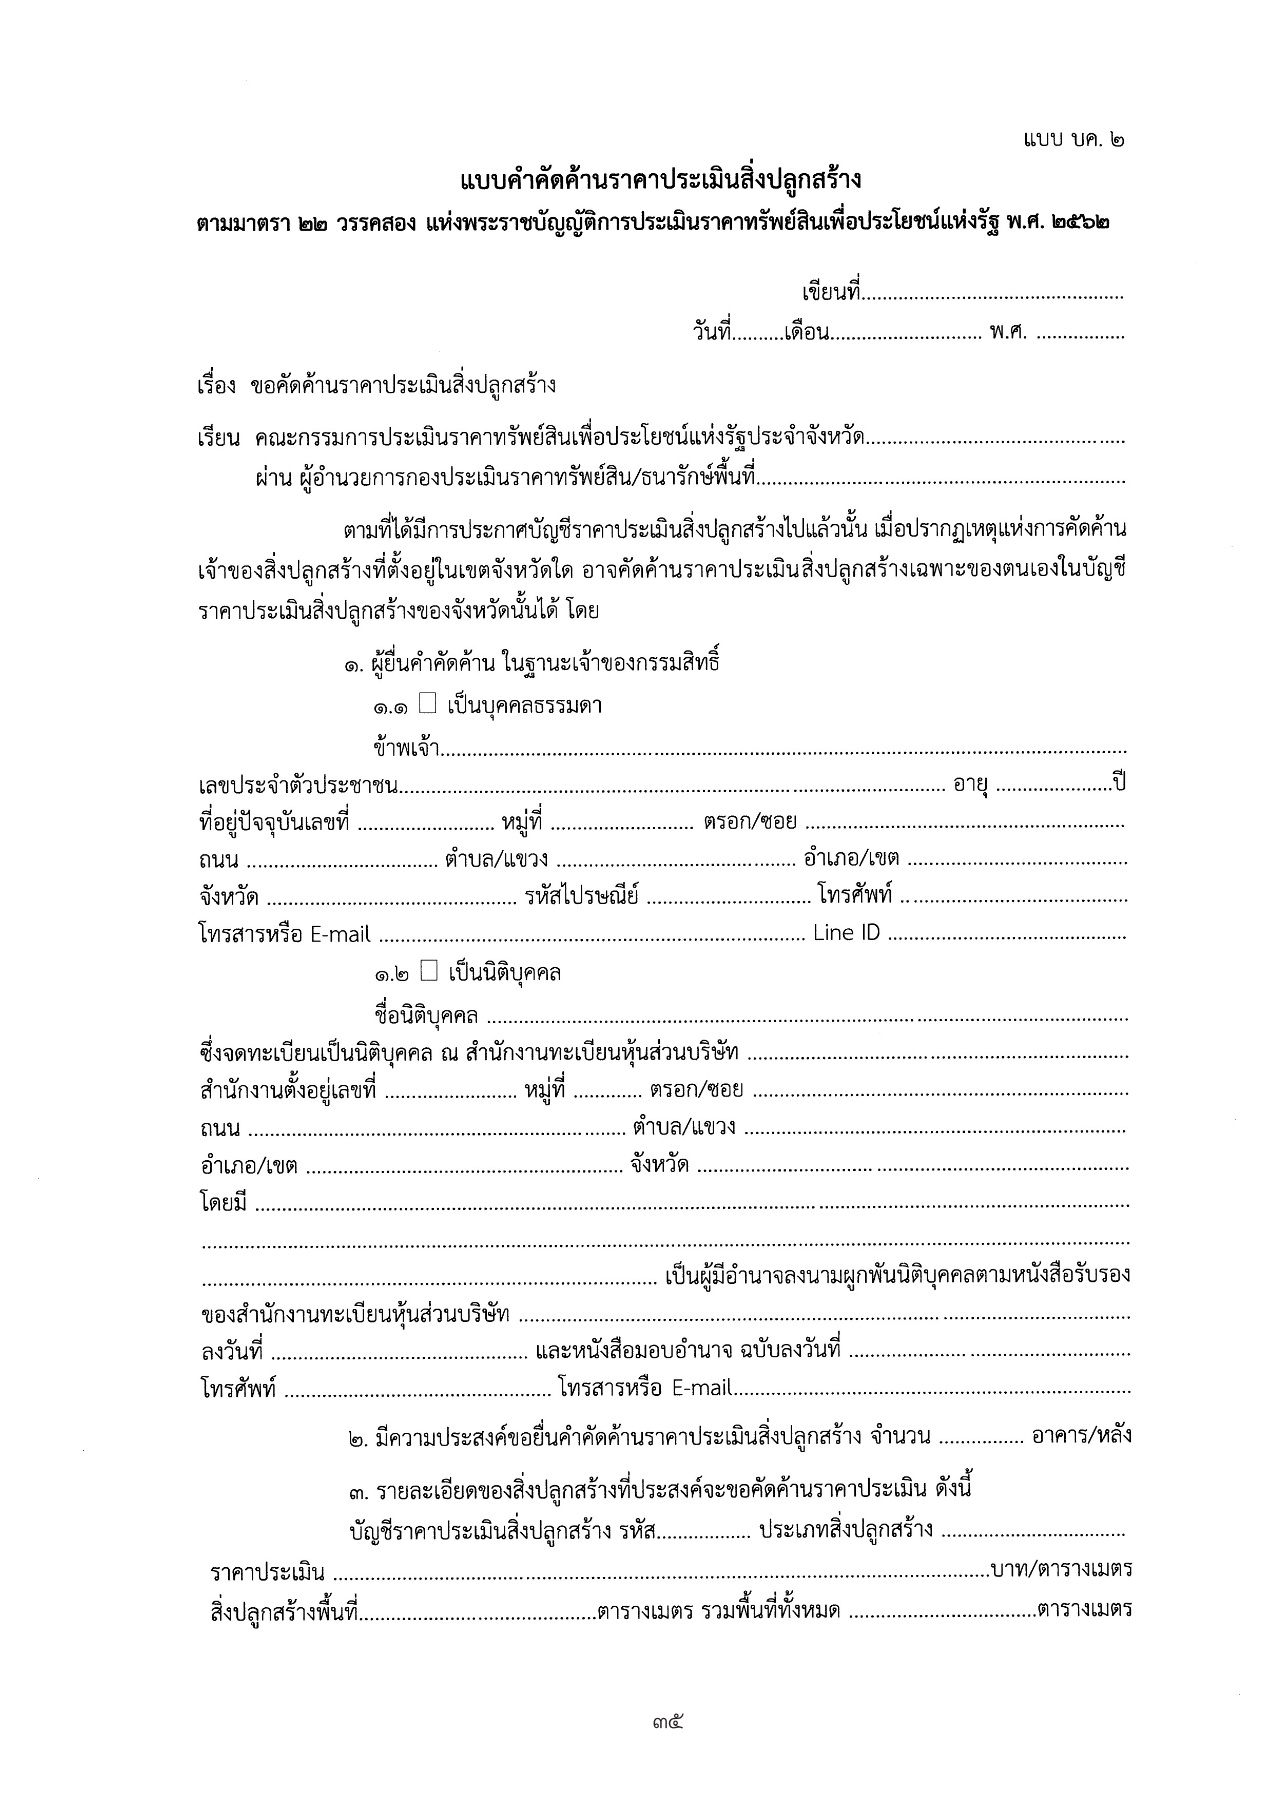 แบบ บค. ๒
แบบคำคัดค้านราคาประเมินสิ่งปลูกสร้าง
ตามมาตรา ๒๒ วรรคสอง แห่งพระราชบัญญัติการประเมินราคาทรัพย์สินเพื่อประโยชน์แห่งรัฐ พ.ศ. ๒๕๖๒
เขียนที่..................................................
วันที่..........เดือน............................. พ.ศ. .................
เรื่อง ขอคัดค้านราคาประเมินสิ่งปลูกสร้าง
เรียน คณะกรรมการประเมินราคาทรัพย์สินเพื่อประโยชน์แห่งรัฐประจำจังหวัด..................................................
ผ่าน ผู้อำนวยการกองประเมินราคาทรัพย์สิน/ธนารักษ์พื้นที่......................................................................
ตามที่ได้มีการประกาศบัญชีราคาประเมินสิ่งปลูกสร้างไปแล้วนั้น เมื่อปรากฏเหตุแห่งการคัดค้าน
เจ้าของสิ่งปลูกสร้างที่ตั้งอยู่ในเขตจังหวัดใด อาจคัดค้านราคาประเมินสิ่งปลูกสร้างเฉพาะของตนเองในบัญชี
ราคาประเมินสิ่งปลูกสร้างของจังหวัดนั้นได้ โดย
๑. ผู้ยื่นคำคัดค้าน ในฐานะเจ้าของกรรมสิทธิ์
๑.๑ □ เป็นบุคคลธรรมดา
ข้าพเจ้า..................................................................................................................................
เลขประจำตัวประชาชน........................................................................................................ อายุ ......................ปี
ที่อยู่ปัจจุบันเลขที่ .......................... หมู่ที่ ........................... ตรอก/ซอย .............................................................
ถนน .................................... ตำบล/แขวง ............................................. อำเภอ/เขต ..........................................
จังหวัด ................................................ รหัสไปรษณีย์ ............................... โทรศัพท์ ...........................................
โทรสารหรือ E-mail ................................................................................. Line ID .............................................
๑.๒ □ เป็นนิติบุคคล
ชื่อนิติบุคคล .........................................................................................................................
ซึ่งจดทะเบียนเป็นนิติบุคคล ณ สำนักงานทะเบียนหุ้นส่วนบริษัท ........................................................................
สำนักงานตั้งอยู่เลขที่ ......................... หมู่ที่ ............. ตรอก/ซอย .......................................................................
ถนน ........................................................................ ตำบล/แขวง ........................................................................
อำเภอ/เขต ............................................................ จังหวัด ..................................................................................
โดยมี .....................................................................................................................................................................
................................................................................................................................................................................
...................................................................................... เป็นผู้มีอำนาจลงนามผูกพันนิติบุคคลตามหนังสือรับรอง
ของสำนักงานทะเบียนหุ้นส่วนบริษัท ....................................................................................................................
ลงวันที่ ................................................. และหนังสือมอบอำนาจ ฉบับลงวันที่ .....................................................
โทรศัพท์ ................................................... โทรสารหรือ E-mail...........................................................................
๒. มีความประสงค์ขอยื่นคำคัดค้านราคาประเมินสิ่งปลูกสร้าง จำนวน ................ อาคาร/หลัง
๓. รายละเอียดของสิ่งปลูกสร้างที่ประสงค์จะขอคัดค้านราคาประเมิน ดังนี้
บัญชีราคาประเมินสิ่งปลูกสร้าง รหัส.................. ประเภทสิ่งปลูกสร้าง ...................................
ราคาประเมิน .............................................................................................................................บาท/ตารางเมตร
สิ่งปลูกสร้างพื้นที่.............................................ตารางเมตร รวมพื้นที่ทั้งหมด ....................................ตารางเมตร
๓๕